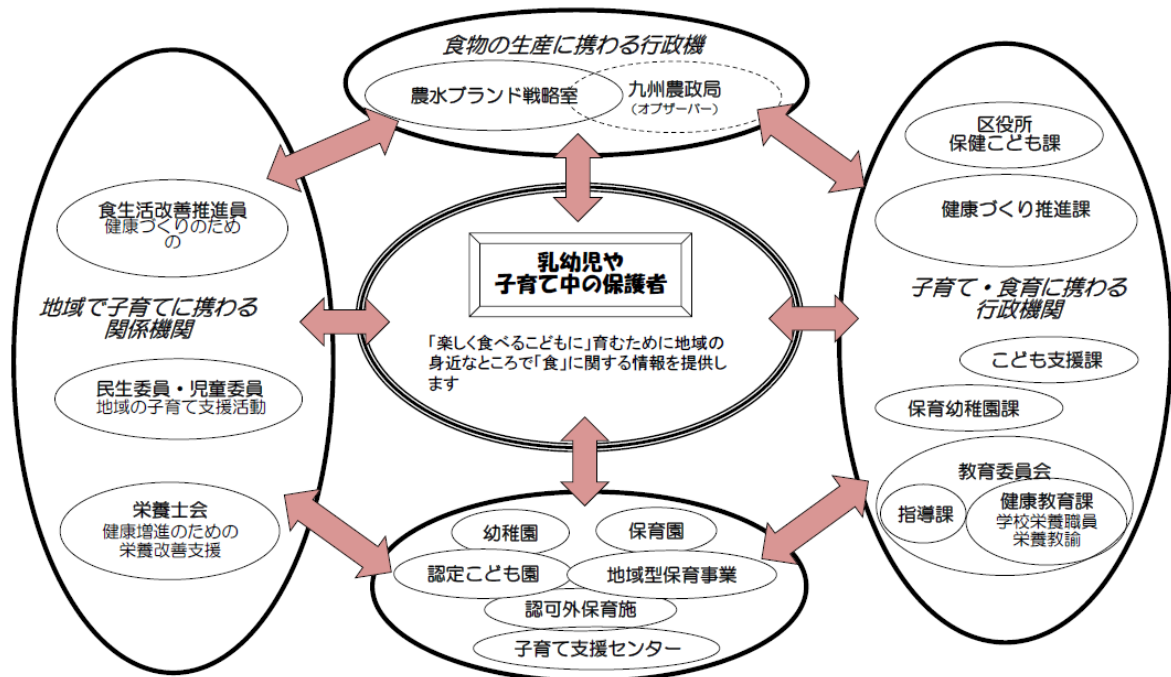 食物の生産に携わる行政機
農水ブランド戦略室
九州農政局
（オブザーバー）
区役所
保健こども課
健康づくり推進課
子育て・食育に携わる
行政機関
こども支援課
保育幼稚園課
教育委員会
指導課
健康教育課
学校栄養職員
栄養教諭
食生活改善推進員
健康づくりのため
の
地域で子育てに携わる
関係機関
民生委員・児童委員
地域の子育て支援活動
栄養士会
健康増進のための
栄養改善支援
乳幼児や
子育て中の保護者
「楽しく食べるこどもに」育むために地域の
身近なところで「食」に関する情報を提供し
ます
幼稚園
保育園
認定こども園
地域型保育事業
認可外保育施
子育て支援センター